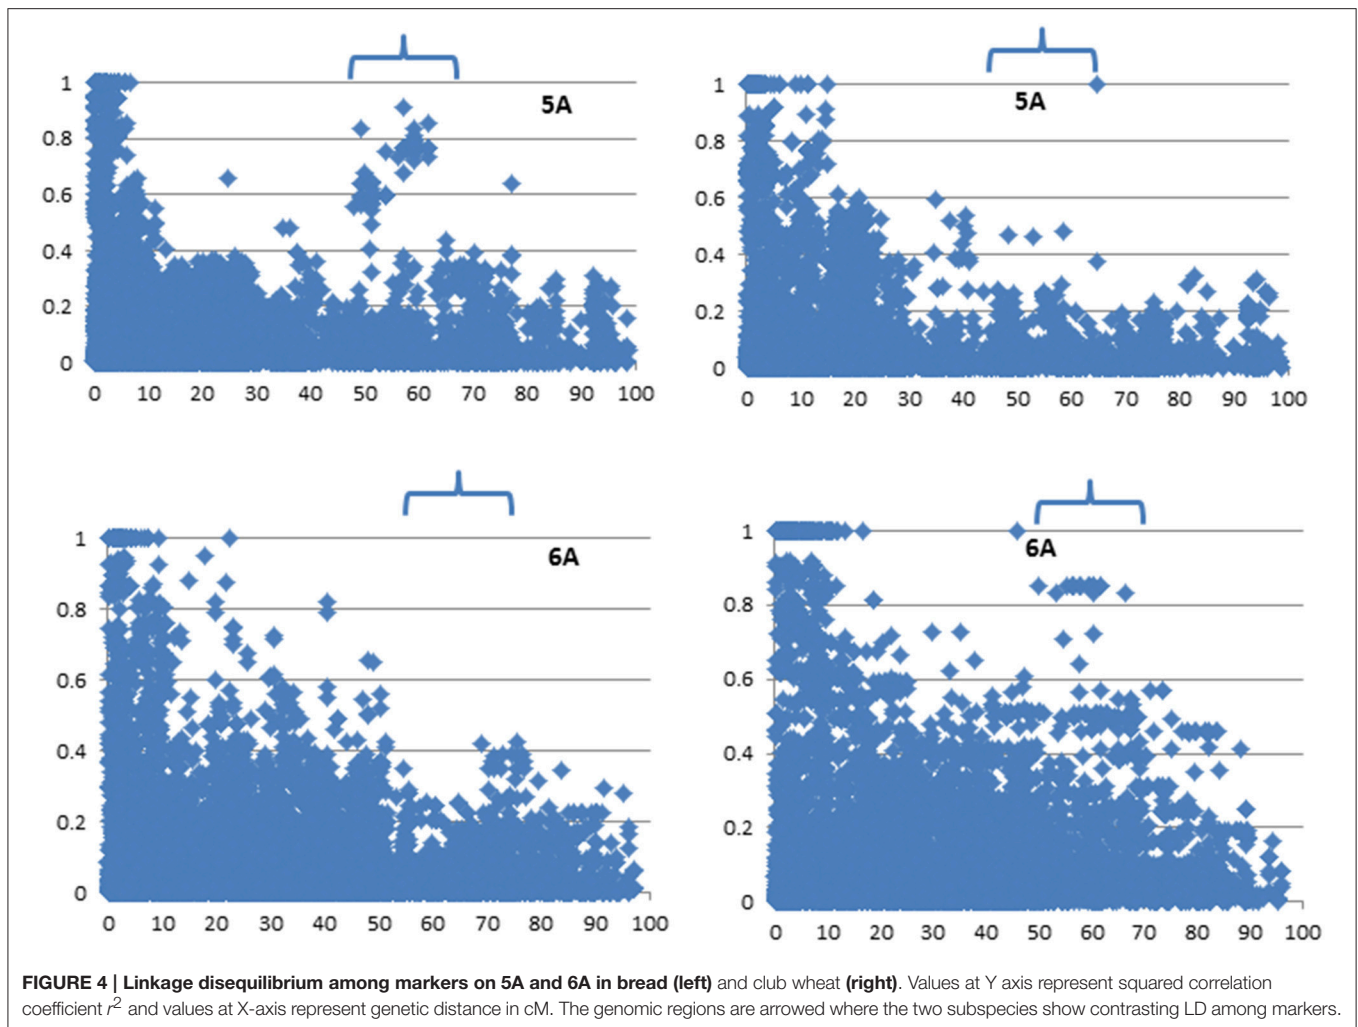 5A
1
0.8
0.6
0.4
0.2
0
0 10 20 30 40 50 60 70 80 90 100
5A
1
0.8
0.6
0.4
0.2
0
0 10 20 30 40 50 60 70 80 90 100
6A
1
0.8
0.6
0.4
0.2
0
0 10 20 30 40 50 60 70 80 90 100
6A
1
0.8
0.6
0.4
0.2
0
0 10 20 30 40 50 60 70 80 90 100
FIGURE 4 | Linkage disequilibrium among markers on 5A and 6A in bread (left) and club wheat (right). Values at Y axis represent squared correlation
coefficient r² and values at X-axis represent genetic distance in cM. The genomic regions are arrowed where the two subspecies show contrasting LD among markers.